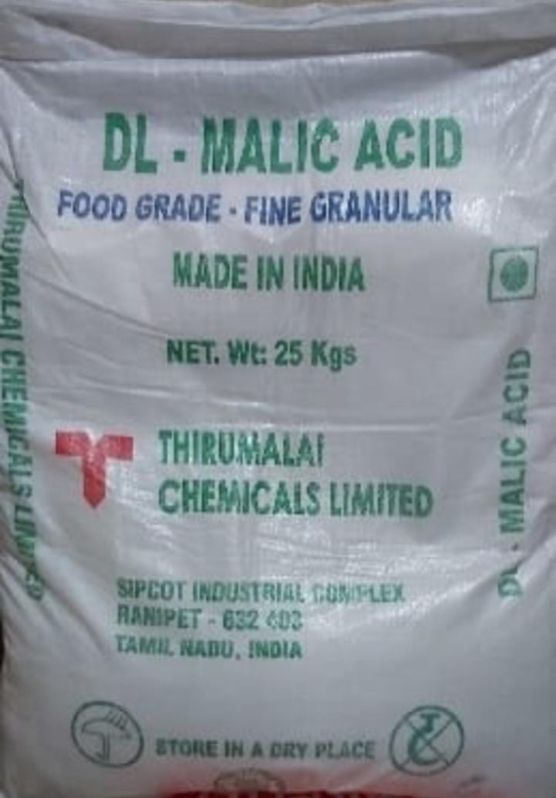 DL - MALIC ACID
FOOD GRADE - FINE GRANULAR
MADE IN INDIA
NET. Wt: 25 Kgs
THIRUMALAI
CHEMICALS LIMITED
SIPCOT INDUSTRIAL COMPLEX
RANIPET - 632 403
TAMIL NADU, INDIA
STORE IN A DRY PLACE
THIRUMALAI CHEMICALS LIMITED
DL - MALIC ACID